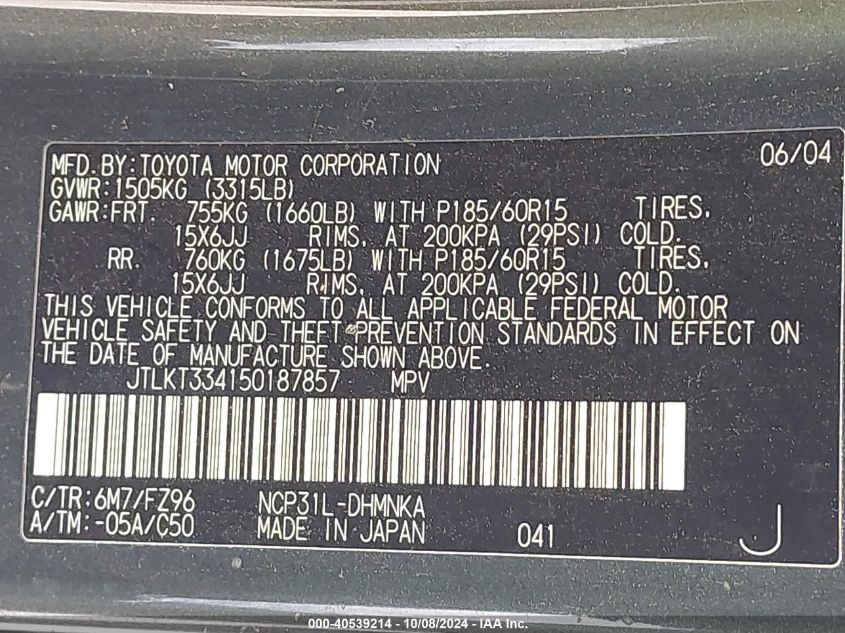 06/04
MFD.BY:TOYOTA MOTOR CORPORATION
GVWR:1505KG (3315LB)
GAWR:FRT. 755KG (1660LB) WITH P185/60R15 TIRES,
15X6JJ RIMS, AT 200KPA (29PSI) COLD.
RR. 760KG (1675LB) WITH P185/60R15 TIRES,
15X6JJ RIMS, AT 200KPA (29PSI) COLD.
THIS VEHICLE CONFORMS TO ALL APPLICABLE FEDERAL MOTOR
VEHICLE SAFETY AND THEFT PREVENTION STANDARDS IN EFFECT ON
THE DATE OF MANUFACTURE SHOWN ABOVE.
JTLKT334150187857 MPV
C/TR:6M7/FZ96 NCP31L-DHMNKA
A/TM:-05A/C50 MADE IN JAPAN 041 J
000-40539214 - 10/08/2024 - IAA Inc.